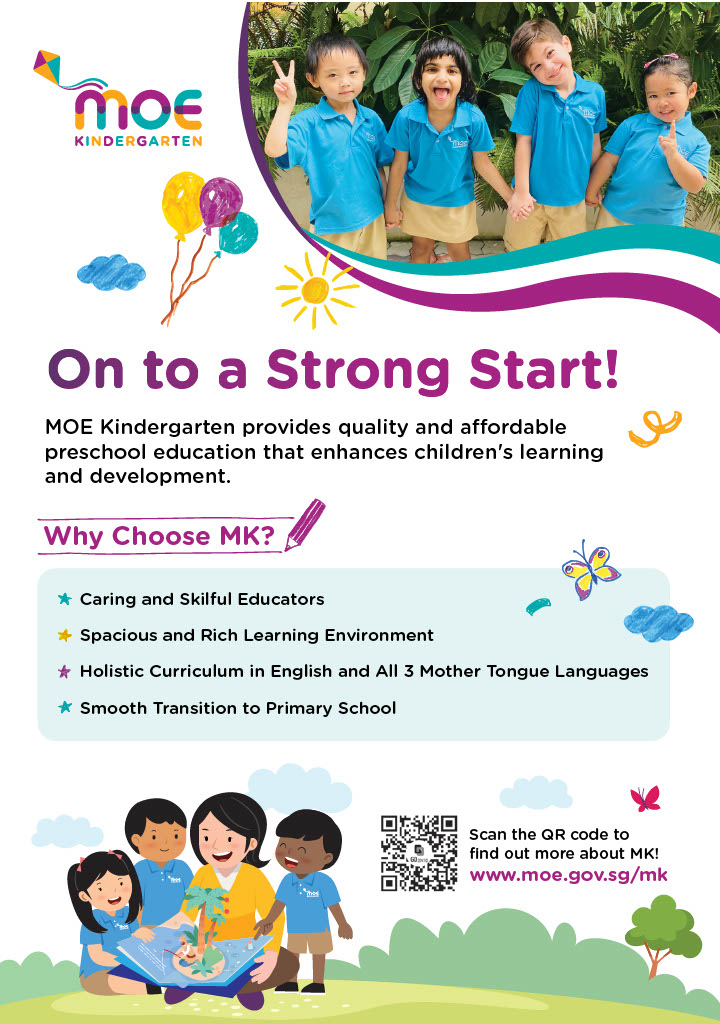 moe
KINDERGARTEN
On to a Strong Start!
MOE Kindergarten provides quality and affordable
preschool education that enhances children's learning
and development.
Why Choose MK?
Caring and Skilful Educators
Spacious and Rich Learning Environment
Holistic Curriculum in English and All 3 Mother Tongue Languages
Smooth Transition to Primary School
Scan the QR code to
find out more about MK!
www.moe.gov.sg/mk